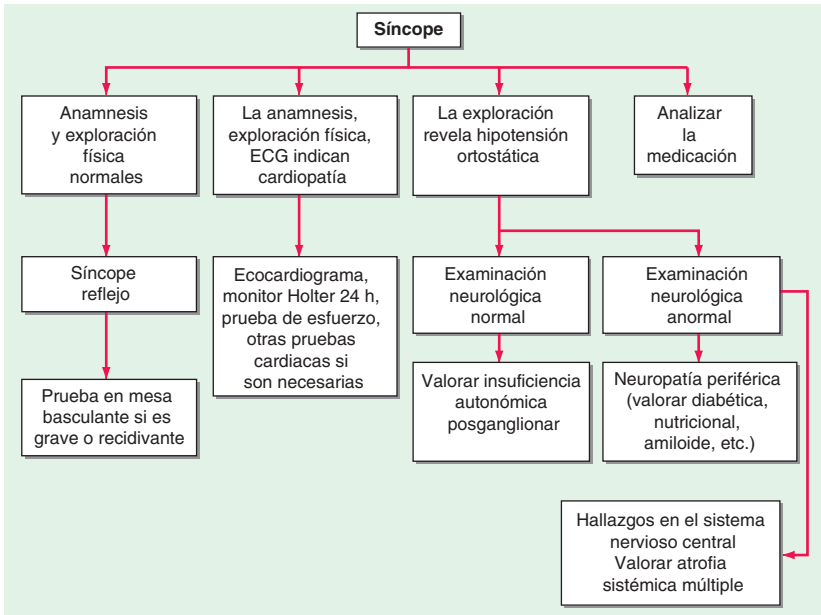 Síncope
Anamnesis
y exploración
física
normales
La anamnesis,
exploración física,
ECG indican
cardiopatía
La exploración
revela hipotensión
ortostática
Analizar
la
medicación
Síncope
reflejo
Ecocardiograma,
monitor Holter 24 h,
prueba de esfuerzo,
otras pruebas
cardiacas si
son necesarias
Examinación
neurológica
normal
Examinación
neurológica
anormal
Prueba en mesa
basculante si es
grave o recidivante
Valorar insuficiencia
autonómica
posganglionar
Neuropatía periférica
(valorar diabética,
nutricional,
amiloide, etc.)
Hallazgos en el sistema
nervioso central
Valorar atrofia
sistémica múltiple